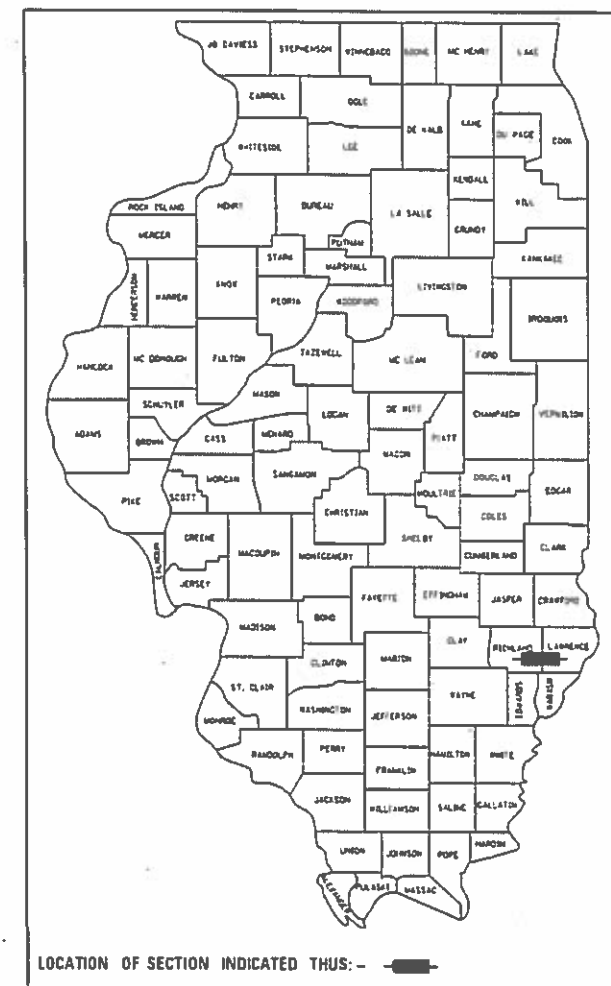 JO DAVIESS STEPHENSON WINNEBAGO BOONE MC HENRY LAKE
CARROLL OGLE
DE KALB KANE DU PAGE COOK
WHITESIDE LEE
KENDALL
ROCK ISLAND HENRY BUREAU LA SALLE WILL
MERCER PUTNAM GRUNDY
STARK MARSHALL KANKAKEE
HENDERSON WARREN KNOX PEORIA WOODFORD LIVINGSTON
IROQUOIS
HANCOCK MC DONOUGH FULTON TAZEWELL MC LEAN FORD
SCHUYLER MASON
LOGAN DE WITT CHAMPAIGN VERMILION
ADAMS BROWN CASS MENARD PIATT
MACON
MORGAN SANGAMON DOUGLAS
PIKE SCOTT MOULTRIE EDGAR
CHRISTIAN COLES
GREENE SHELBY
CALHOUN MACOUPIN MONTGOMERY CUMBERLAND CLARK
JERSEY
FAYETTE EFFINGHAM JASPER CRAWFORD
MADISON BOND
CLAY RICHLAND LAWRENCE
CLINTON MARION
ST. CLAIR WAYNE EDWARDS WABASH
WASHINGTON JEFFERSON
MONROE
RANDOLPH PERRY HAMILTON WHITE
FRANKLIN
JACKSON WILLIAMSON SALINE GALLATIN
UNION JOHNSON POPE HARDIN
ALEXANDER PULASKI MASSAC
LOCATION OF SECTION INDICATED THUS: -